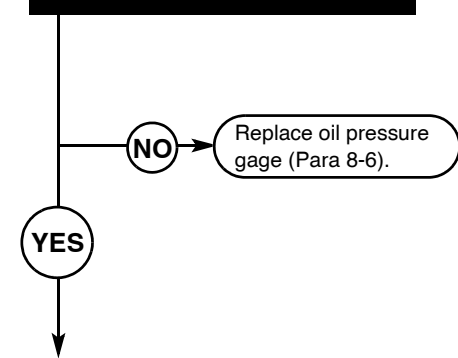 NO
Replace oil pressure
gage (Para 8-6).
YES